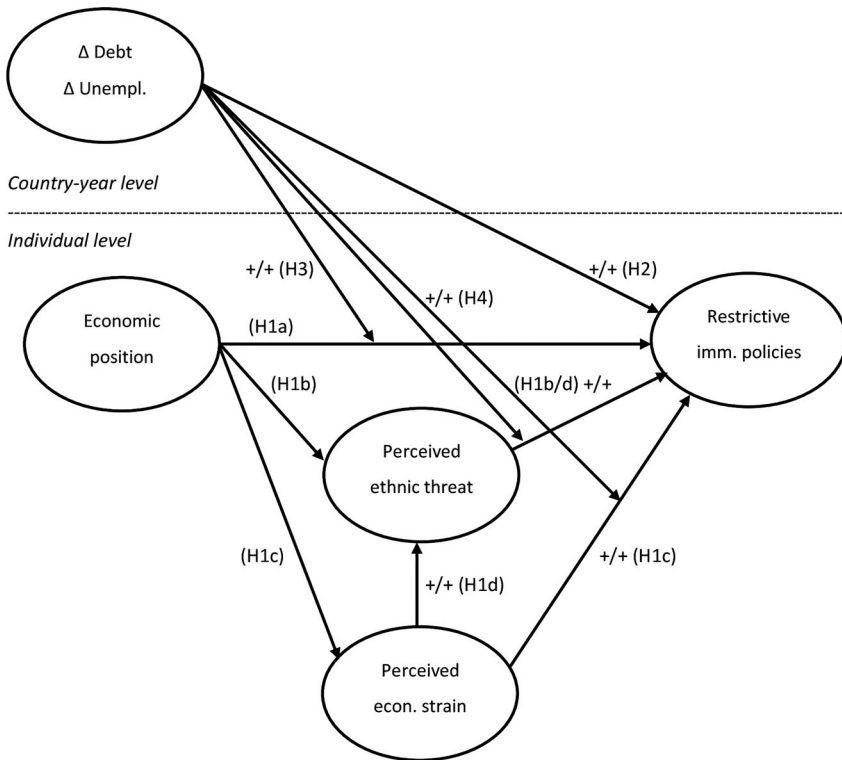 Δ Debt
Δ Unempl.
Country-year level
Individual level
+/+ (H3)
+/+ (H4)
+/+ (H2)
Economic
position
(H1a)
Restrictive
imm. policies
(H1b)
(H1b/d) +/+
Perceived
ethnic threat
(H1c)
+/+ (H1d)
+/+ (H1c)
Perceived
econ. strain